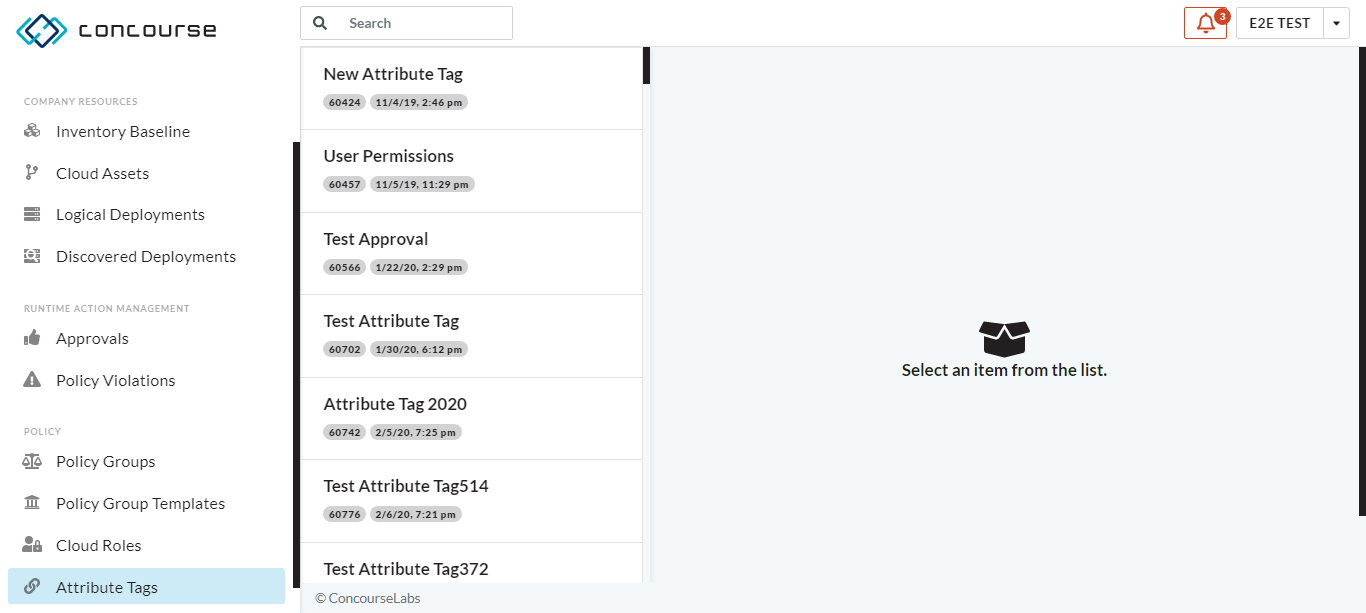 concourse
Search
3
E2E TEST
COMPANY RESOURCES
Inventory Baseline
Cloud Assets
Logical Deployments
Discovered Deployments
RUNTIME ACTION MANAGEMENT
Approvals
Policy Violations
POLICY
Policy Groups
Policy Group Templates
Cloud Roles
Attribute Tags
New Attribute Tag
60424 11/4/19, 2:46 pm
User Permissions
60457 11/5/19, 11:29 pm
Test Approval
60566 1/22/20, 2:29 pm
Test Attribute Tag
60702 1/30/20, 6:12 pm
Attribute Tag 2020
60742 2/5/20, 7:25 pm
Test Attribute Tag514
60776 2/6/20, 7:21 pm
Test Attribute Tag372
Select an item from the list.
© ConcourseLabs